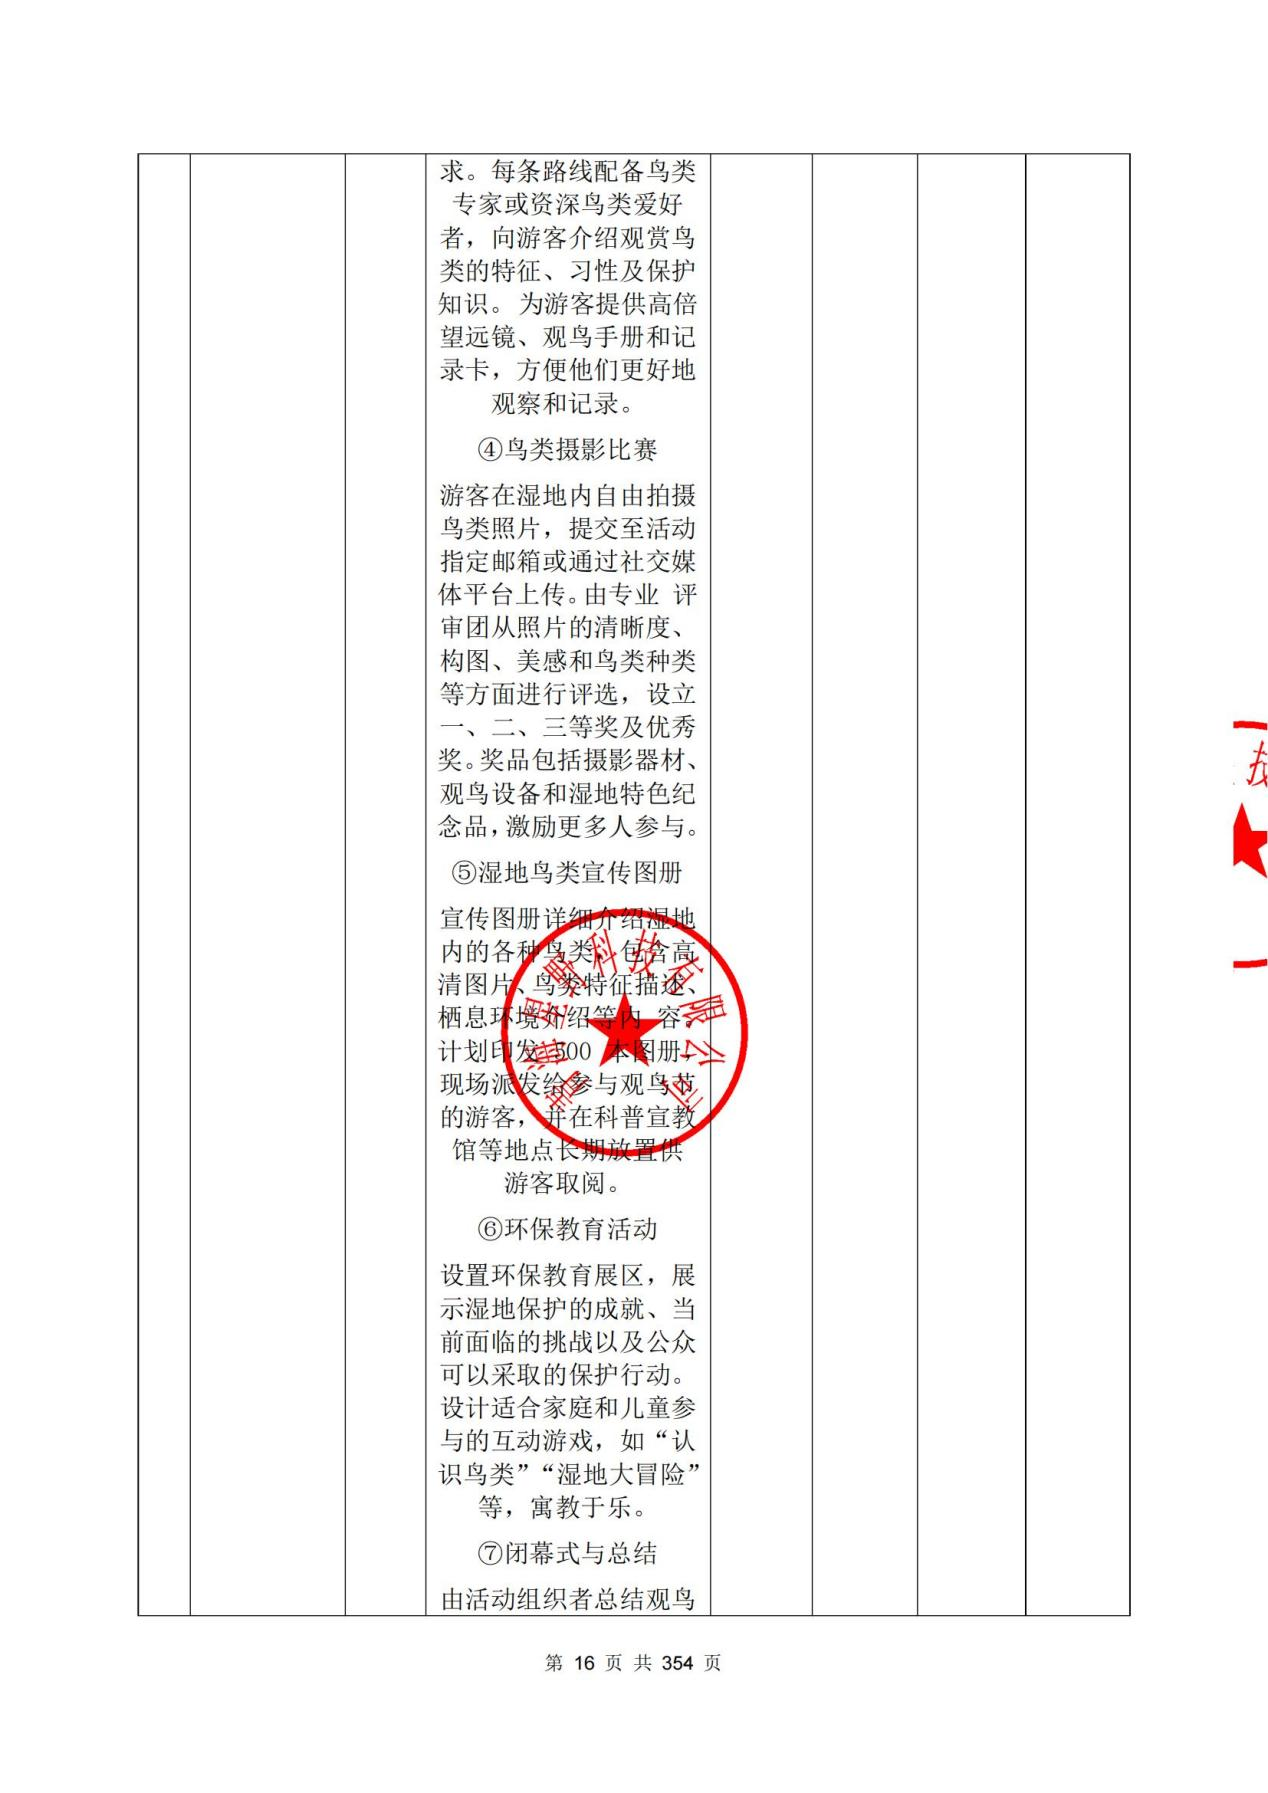 求。每条路线配备鸟类
专家或资深鸟类爱好
者，向游客介绍观赏鸟
类的特征、习性及保护
知识。 为游客提供高倍
望远镜、观鸟手册和记
录卡，方便他们更好地
观察和记录。
④鸟类摄影比赛
游客在湿地内自由拍摄
鸟类照片，提交至活动
指定邮箱或通过社交媒
体平台上传。由专业 评
审团从照片的清晰度、
构图、美感和鸟类种类
等方面进行评选，设立
一、二、三等奖及优秀
奖。奖品包括摄影器材、
观鸟设备和湿地特色纪
念品，激励更多人参与。
⑤湿地鸟类宣传图册
宣传图册详细介绍湿地
内的各种鸟类，包含高
清图片、鸟类特征描述、
栖息环境介绍等内 容。
计划印发 500 本图册，
现场派发给参与观鸟节
的游客，并在科普宣教
馆等地点长期放置供
游客取阅。
科技有限公司
⑥环保教育活动
设置环保教育展区，展
示湿地保护的成就、当
前面临的挑战以及公众
可以采取的保护行动。
设计适合家庭和儿童参
与的互动游戏，如“认
识鸟类”“湿地大冒险”
等，寓教于乐。
⑦闭幕式与总结
由活动组织者总结观鸟
技
第 16 页 共 354 页